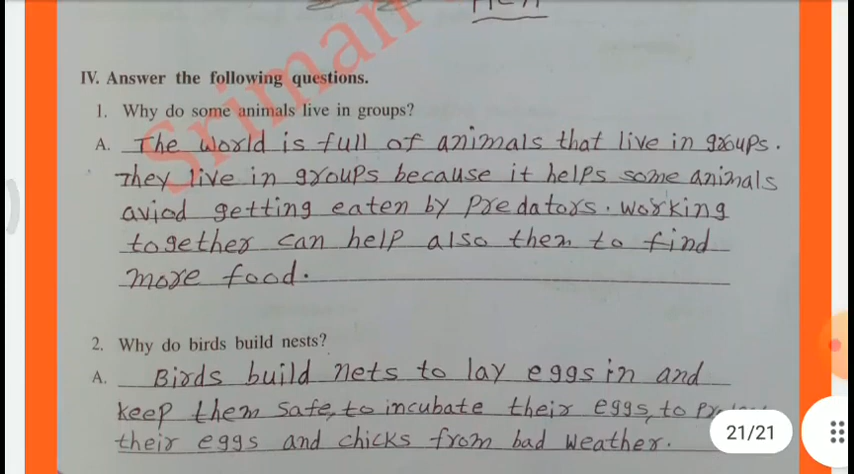 Sriman
IV. Answer the following questions.
1. Why do some animals live in groups?
A. The world is full of animals that live in groups.
They live in groups because it helps some animals
aviod getting eaten by predators. working
together can help also them to find
more food.
2. Why do birds build nests?
A. Birds build nets to lay eggs in and
keep them safe, to incubate their eggs, to
their eggs and chicks from bad weather.
21/21